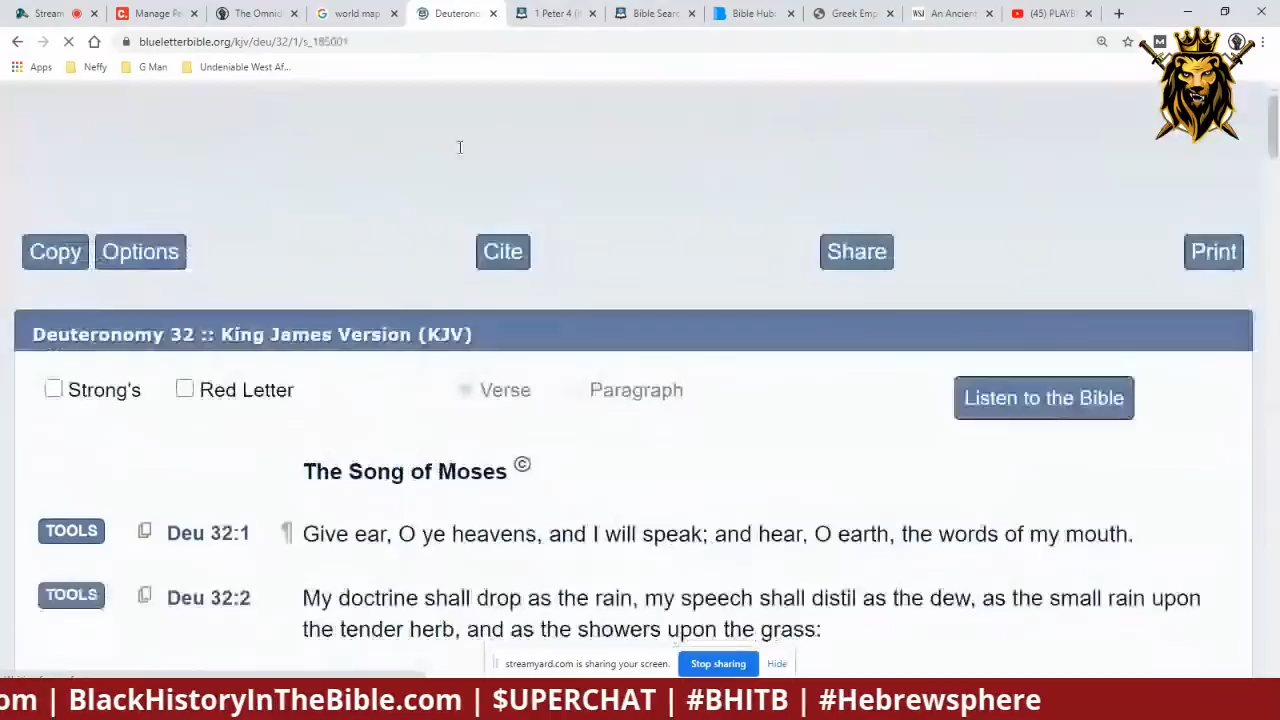 Stream
Manage Pe
The Omnio
world map
Deuterono
1 Peter 4 (
Bible Searc
Bible Hub:
Greek Emp
WSJ
An Ancien
(45) PLAYE
blueletterbible.org/kjv/deu/32/1/s_185001
Apps
Neffy
G Man
Undeniable West Af...
Copy
Options
Cite
Share
Print
Deuteronomy 32 :: King James Version (KJV)
Strong's
Red Letter
Verse
Paragraph
Listen to the Bible
The Song of Moses ©
TOOLS Deu 32:1 ¶ Give ear, O ye heavens, and I will speak; and hear, O earth, the words of my mouth.
TOOLS Deu 32:2 My doctrine shall drop as the rain, my speech shall distil as the dew, as the small rain upon
the tender herb, and as the showers upon the grass:
streamyard.com is sharing your screen.
Stop sharing
Hide
om | BlackHistoryInTheBible.com | $UPERCHAT | #BHITB | #Hebrewsphere